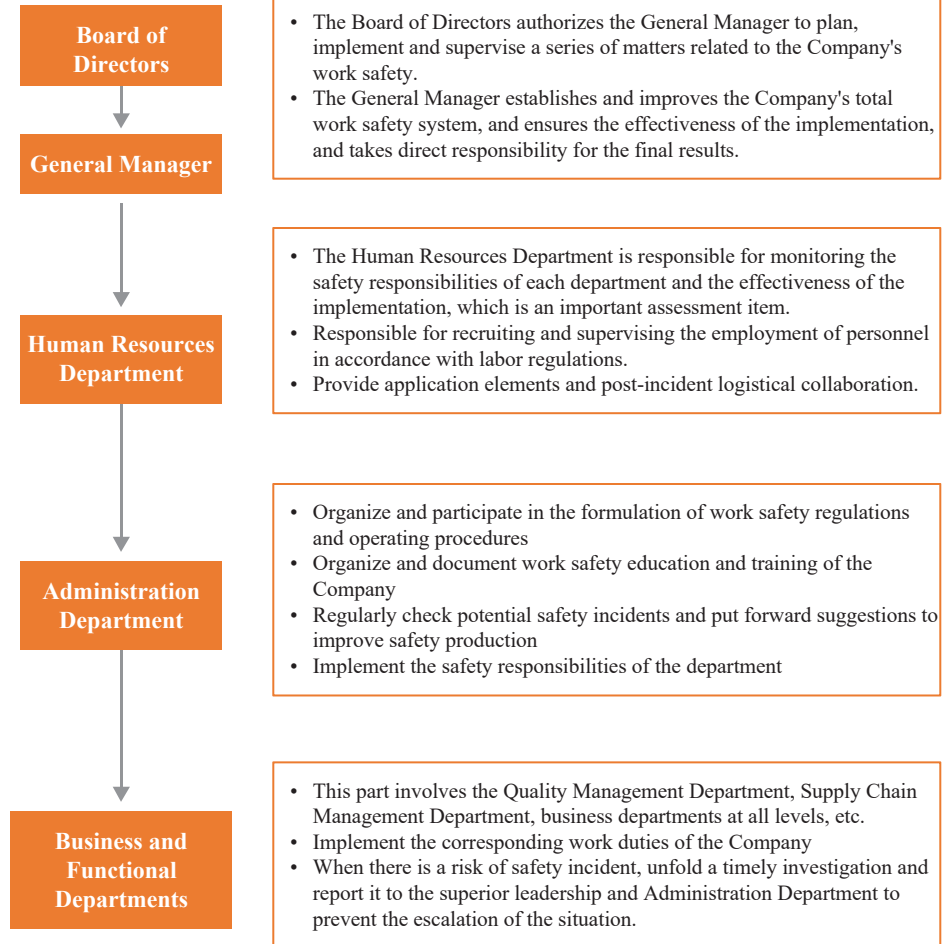 Board of
Directors
• The Board of Directors authorizes the General Manager to plan,
implement and supervise a series of matters related to the Company's
work safety.
• The General Manager establishes and improves the Company's total
work safety system, and ensures the effectiveness of the implementation,
and takes direct responsibility for the final results.
General Manager
• The Human Resources Department is responsible for monitoring the
safety responsibilities of each department and the effectiveness of the
implementation, which is an important assessment item.
• Responsible for recruiting and supervising the employment of personnel
in accordance with labor regulations.
• Provide application elements and post-incident logistical collaboration.
Human Resources
Department
• Organize and participate in the formulation of work safety regulations
and operating procedures
• Organize and document work safety education and training of the
Company
• Regularly check potential safety incidents and put forward suggestions to
improve safety production
• Implement the safety responsibilities of the department
Administration
Department
• This part involves the Quality Management Department, Supply Chain
Management Department, business departments at all levels, etc.
• Implement the corresponding work duties of the Company
• When there is a risk of safety incident, unfold a timely investigation and
report it to the superior leadership and Administration Department to
prevent the escalation of the situation.
Business and
Functional
Departments